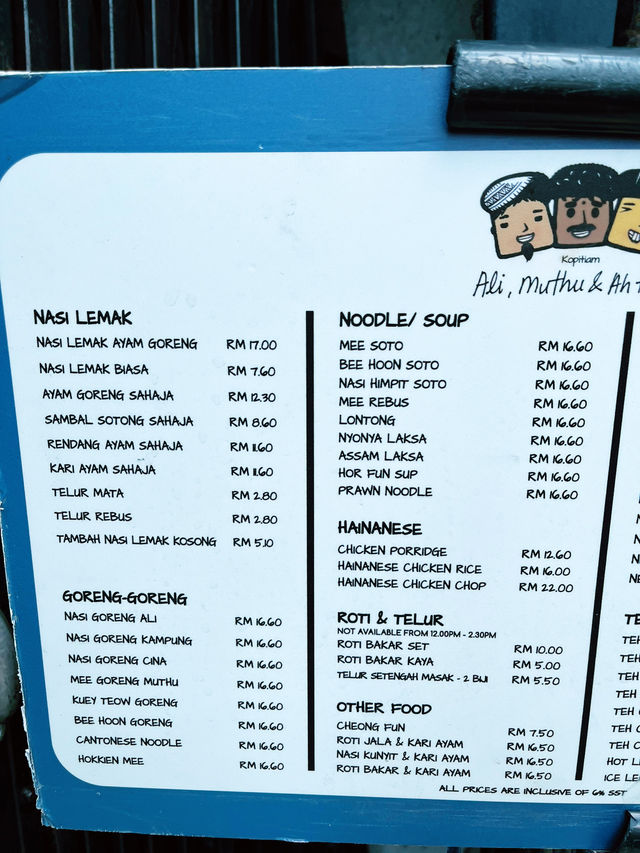 Kopitiam
Ali, Muthu & Ah
NASI LEMAK
NASI LEMAK AYAM GORENG RM 17.00
NASI LEMAK BIASA RM 7.60
AYAM GORENG SAHAJA RM 12.30
SAMBAL SOTONG SAHAJA RM 8.60
RENDANG AYAM SAHAJA RM 11.60
KARI AYAM SAHAJA RM 11.60
TELUR MATA RM 2.80
TELUR REBUS RM 2.80
TAMBAH NASI LEMAK KOSONG RM 5.10
GORENG-GORENG
NASI GORENG ALI RM 16.60
NASI GORENG KAMPUNG RM 16.60
NASI GORENG CINA RM 16.60
MEE GORENG MUTHU RM 16.60
KUEY TEOW GORENG RM 16.60
BEE HOON GORENG RM 16.60
CANTONESE NOODLE RM 16.60
HOKKIEN MEE RM 16.60
NOODLE/ SOUP
MEE SOTO RM 16.60
BEE HOON SOTO RM 16.60
NASI HIMPIT SOTO RM 16.60
MEE REBUS RM 16.60
LONTONG RM 16.60
NYONYA LAKSA RM 16.60
ASSAM LAKSA RM 16.60
HOR FUN SUP RM 16.60
PRAWN NOODLE RM 16.60
HAINANESE
CHICKEN PORRIDGE RM 12.60
HAINANESE CHICKEN RICE RM 16.00
HAINANESE CHICKEN CHOP RM 22.00
ROTI & TELUR
NOT AVAILABLE FROM 12.00PM - 2.30PM
ROTI BAKAR SET RM 10.00
ROTI BAKAR KAYA RM 5.00
TELUR SETENGAH MASAK - 2 BIJI RM 5.50
OTHER FOOD
CHEONG FUN RM 7.50
ROTI JALA & KARI AYAM RM 16.50
NASI KUNYIT & KARI AYAM RM 16.50
ROTI BAKAR & KARI AYAM RM 16.50
ALL PRICES ARE INCLUSIVE OF 6% SST
TEH
TEH
TEH
TEH
TEH
TEH
HOT
ICE